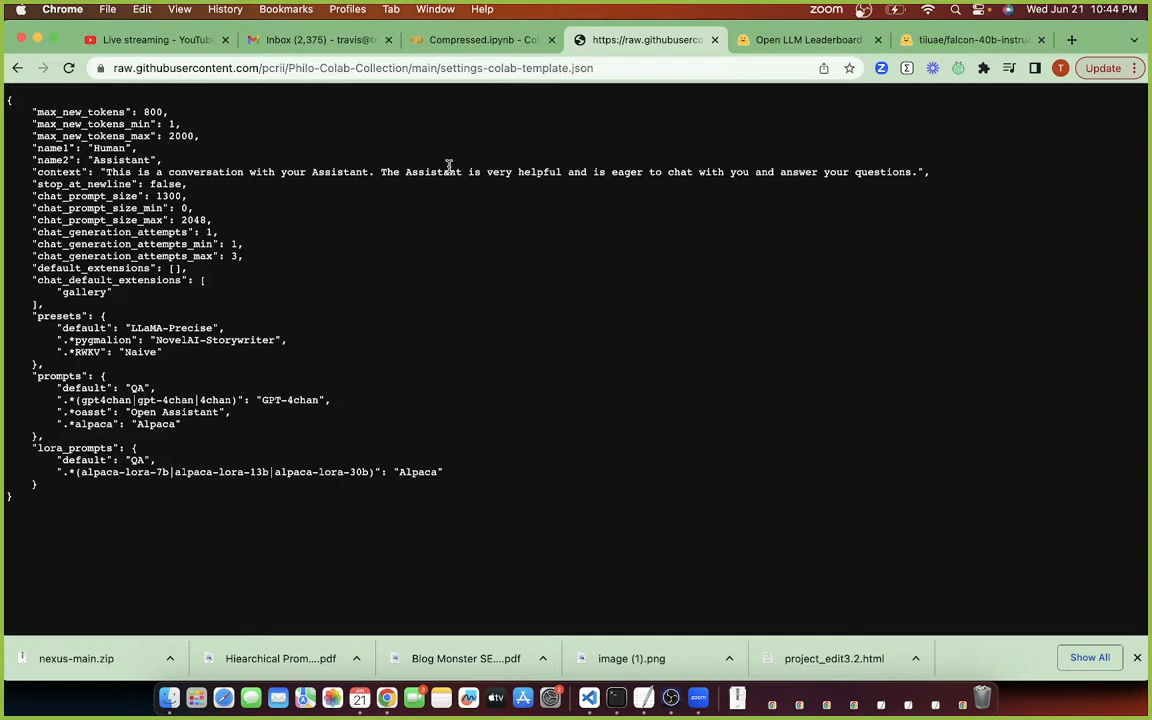 Chrome File Edit View History Bookmarks Profiles Tab Window Help zoom Wed Jun 21 10:44 PM
Live streaming - YouTube Inbox (2,375) - travis@t Compressed.ipynb - Co https://raw.githubuserco Open LLM Leaderboard tiiuae/falcon-40b-instruc
raw.githubusercontent.com/pcrii/Philo-Colab-Collection/main/settings-colab-template.json T Update
{
"max_new_tokens": 800,
"max_new_tokens_min": 1,
"max_new_tokens_max": 2000,
"name1": "Human",
"name2": "Assistant",
"context": "This is a conversation with your Assistant. The Assistant is very helpful and is eager to chat with you and answer your questions.",
"stop_at_newline": false,
"chat_prompt_size": 1300,
"chat_prompt_size_min": 0,
"chat_prompt_size_max": 2048,
"chat_generation_attempts": 1,
"chat_generation_attempts_min": 1,
"chat_generation_attempts_max": 3,
"default_extensions": [],
"chat_default_extensions": [
"gallery"
],
"presets": {
"default": "LLaMA-Precise",
".*pygmalion": "NovelAI-Storywriter",
".*RWKV": "Naive"
},
"prompts": {
"default": "QA",
".*(gpt4chan|gpt-4chan|4chan)": "GPT-4chan",
".*oasst": "Open Assistant",
".*alpaca": "Alpaca"
},
"lora_prompts": {
"default": "QA",
".*(alpaca-lora-7b|alpaca-lora-13b|alpaca-lora-30b)": "Alpaca"
}
}
nexus-main.zip Hiearchical Prom....pdf Blog Monster SE....pdf image (1).png project_edit3.2.html Show All